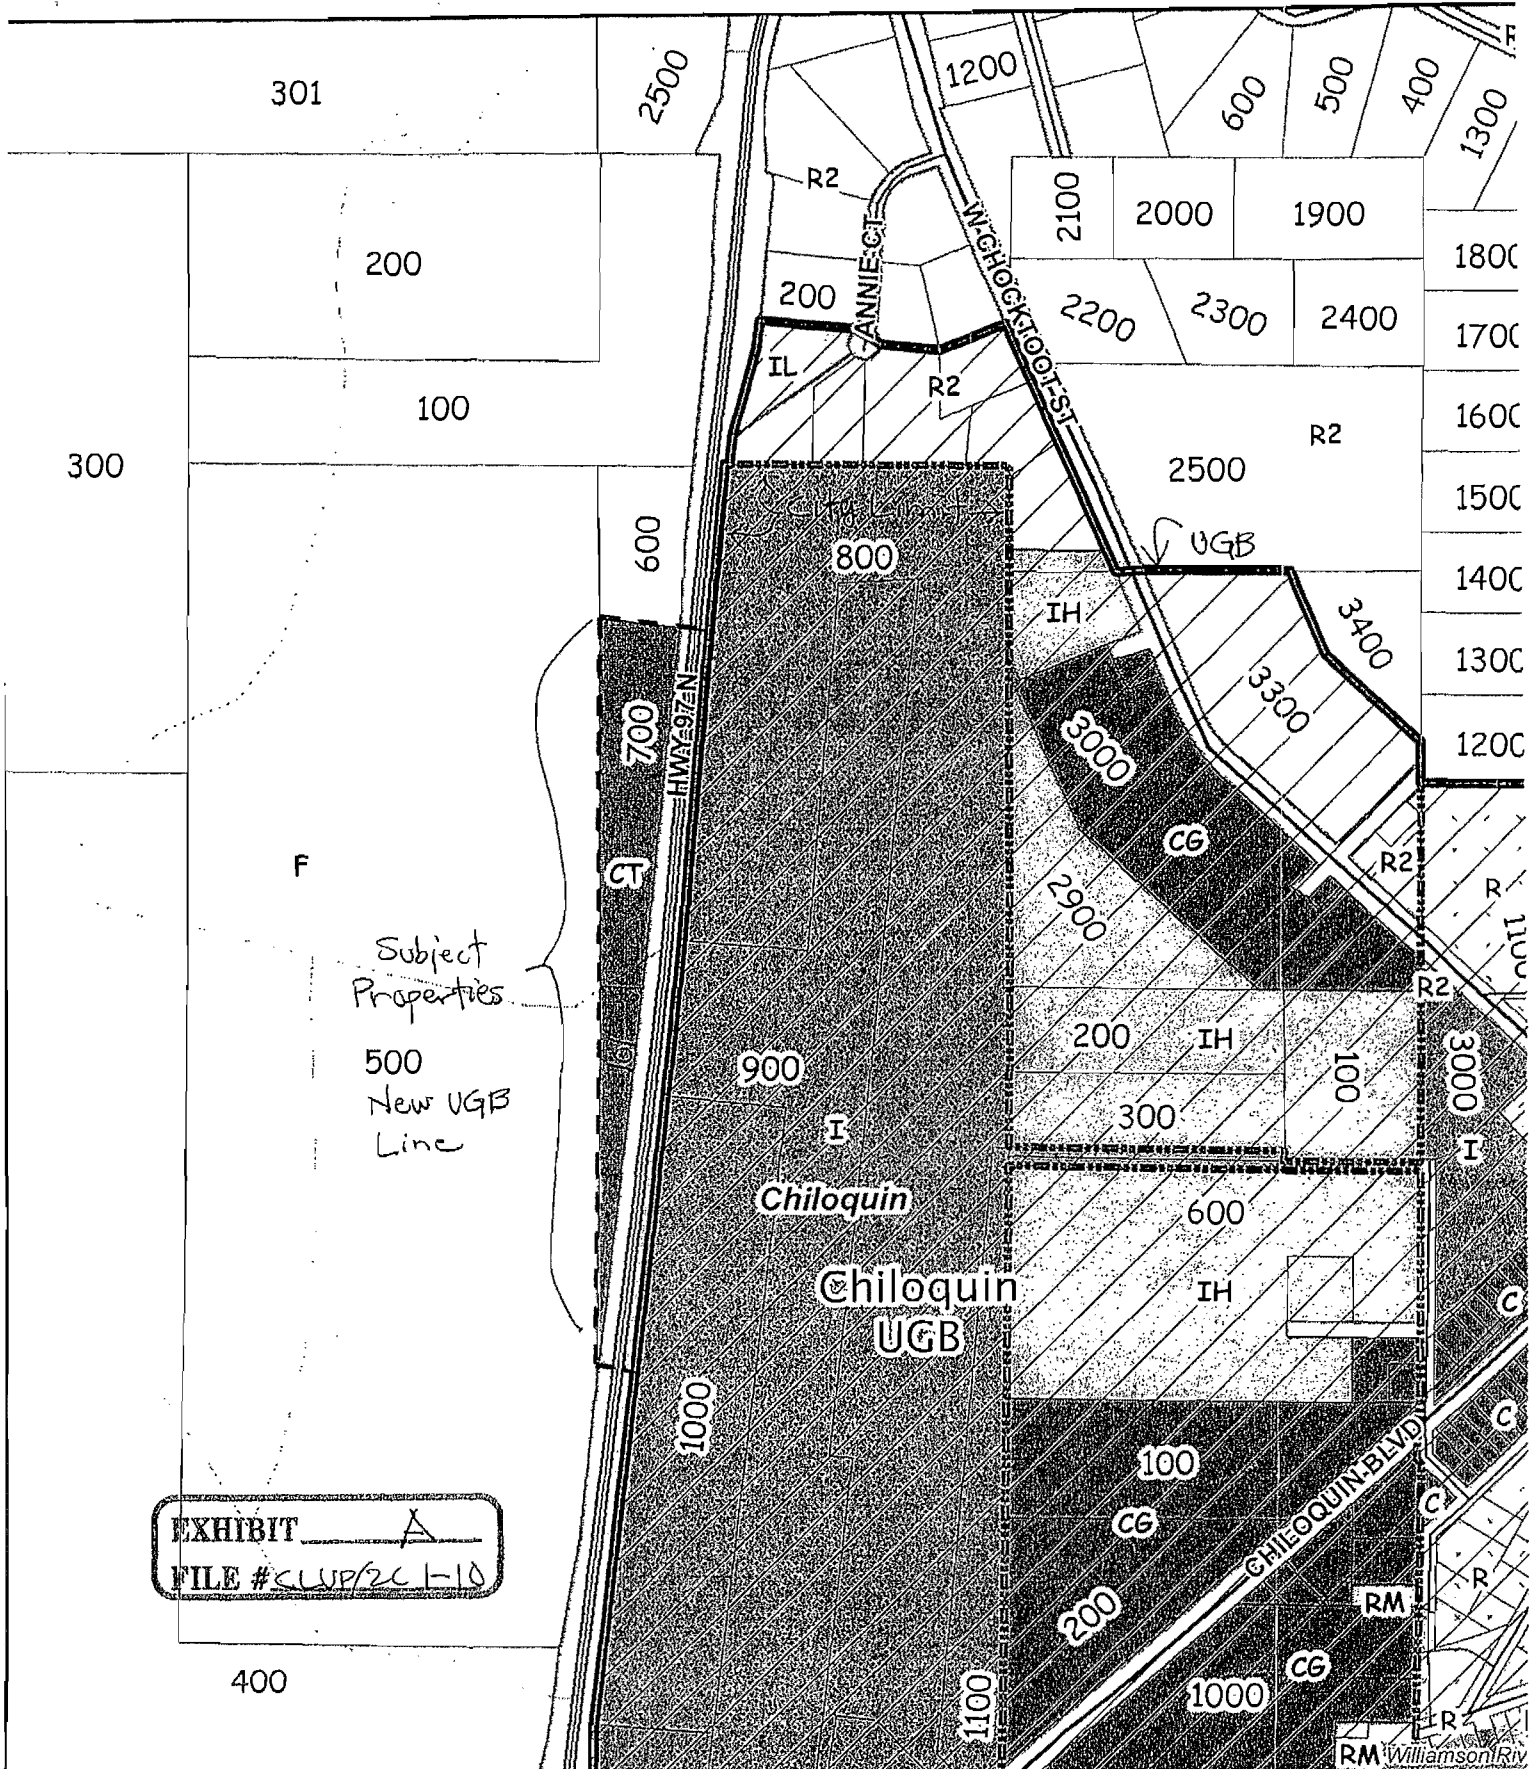 301
2500
1200
600
500
400
1300
R2
2100
2000
1900
1800
200
ANNIE CT
W CHOCKTOOT ST
200
2200
2300
2400
1700
IL
R2
100
R2
1600
300
2500
1500
City Limit
600
800
UGB
1400
IH
3400
1300
700
HWY 97 N
3300
3000
1200
F
CT
CG
R2
2900
R
1100
Subject
Properties
R2
500
New UGB
Line
900
200
IH
100
3000
300
I
I
Chiloquin
600
Chiloquin
UGB
IH
C
1000
C
100
CHILOQUIN BLVD
C
CG
EXHIBIT A
FILE # CLUP/ZC 1-10
200
RM
R
400
CG
1100
1000
R
RM
Williamson Riv